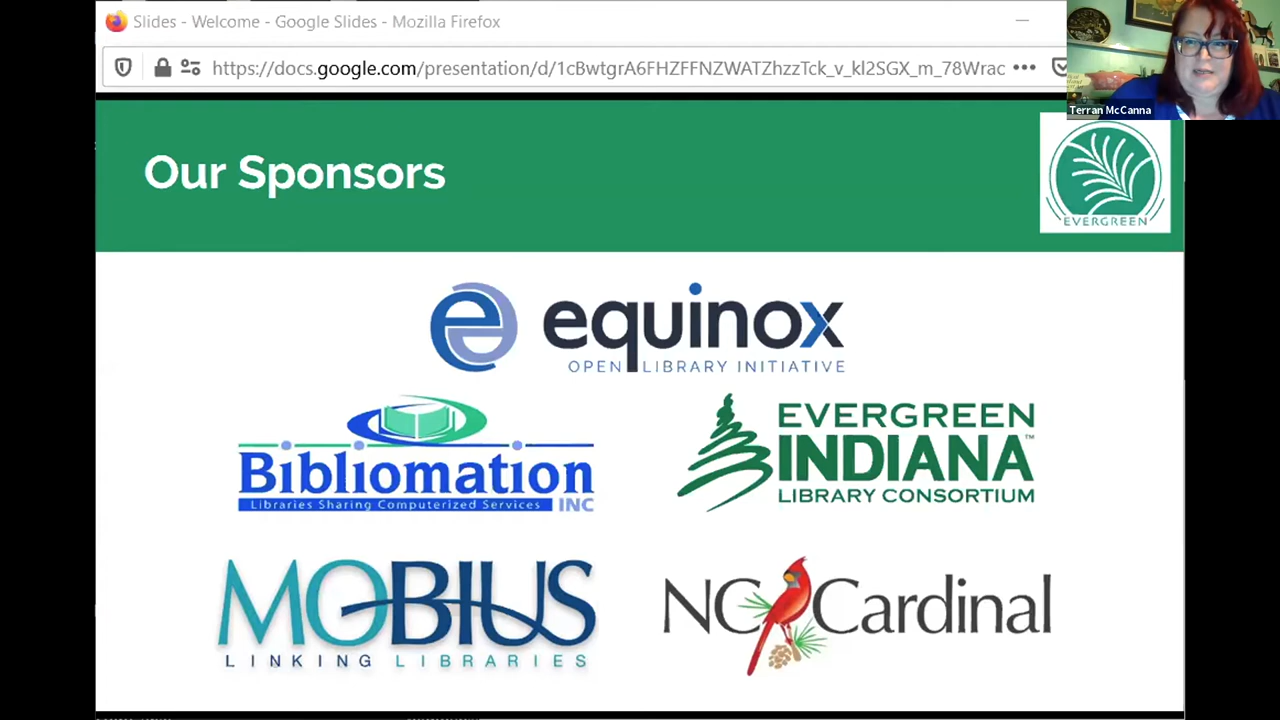 Slides - Welcome - Google Slides - Mozilla Firefox
https://docs.google.com/presentation/d/1cBwtgrA6FHZFFNZWATZhzzTck_v_kl2SGX_m_78Wrac
Terran McCanna
Our Sponsors
EVERGREEN
equinox
OPEN LIBRARY INITIATIVE
Bibliomation
Libraries Sharing Computerized Services INC
EVERGREEN
INDIANA™
LIBRARY CONSORTIUM
MOBIUS
LINKING LIBRARIES
NC Cardinal